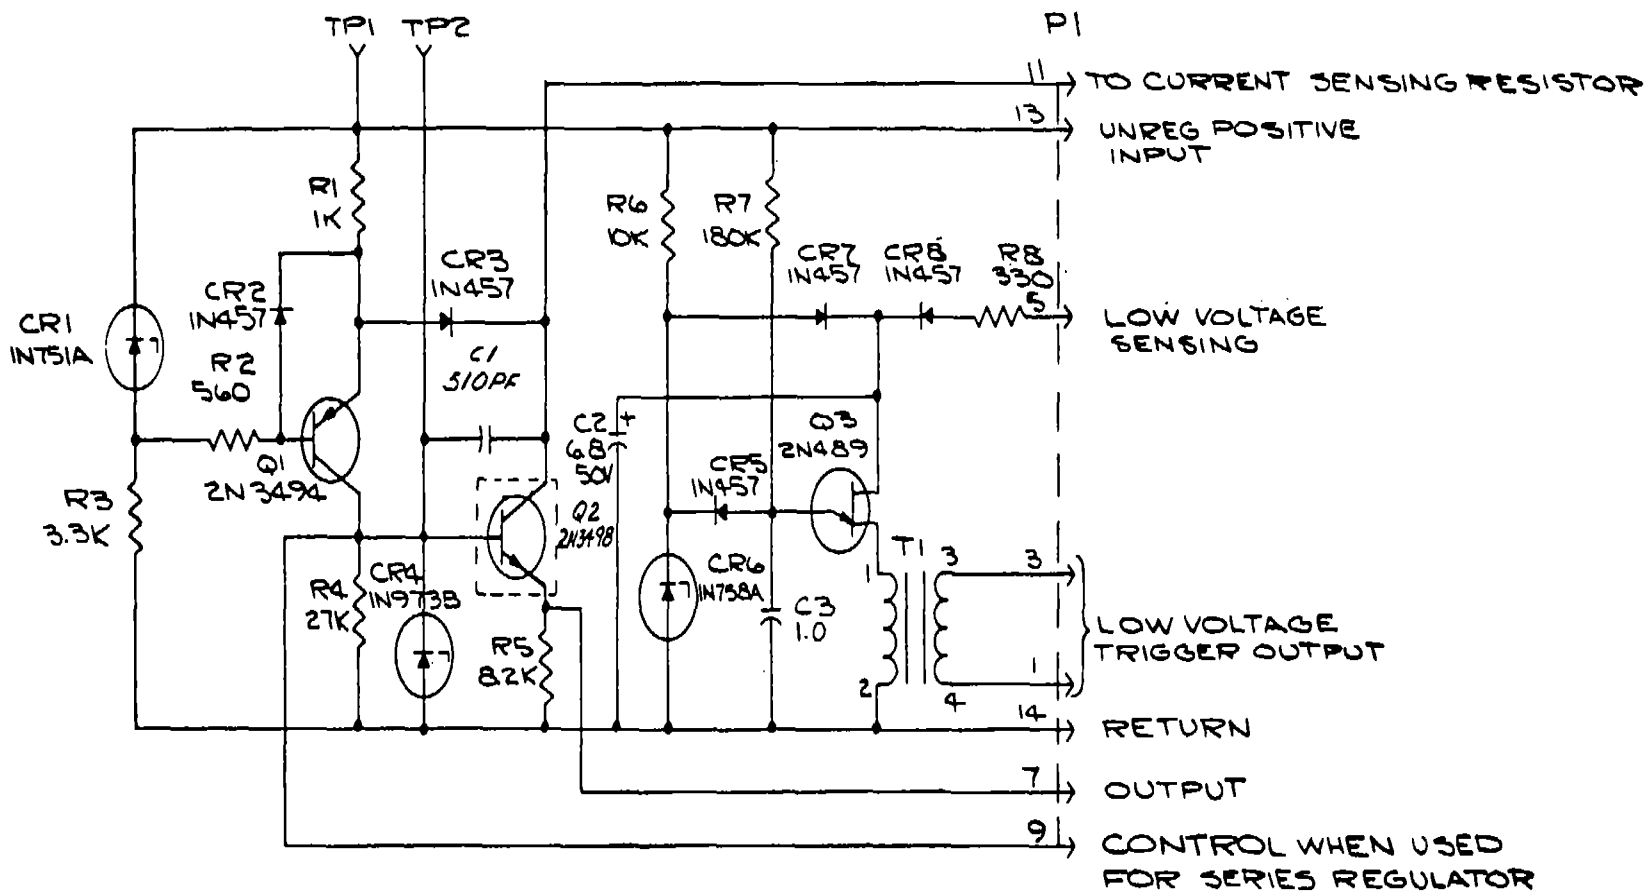 TP1 TP2
P1
11 TO CURRENT SENSING RESISTOR
13 UNREG POSITIVE
INPUT
R1
1K
R6
10K
R7
180K
CR2
1N457
CR3
1N457
CR7
1N457
CR8
1N457
R8
330
5 LOW VOLTAGE
SENSING
CR1
1N751A
R2
560
C1
510PF
C2
68
50V
+
Q3
2N489
Q1
2N3494
CR5
1N457
R3
3.3K
Q2
2N3498
T1
R4
27K
CR4
1N973B
CR6
1N758A
C3
1.0
R5
8.2K
1
2
3
4
3
1
LOW VOLTAGE
TRIGGER OUTPUT
14 RETURN
7 OUTPUT
9 CONTROL WHEN USED
FOR SERIES REGULATOR